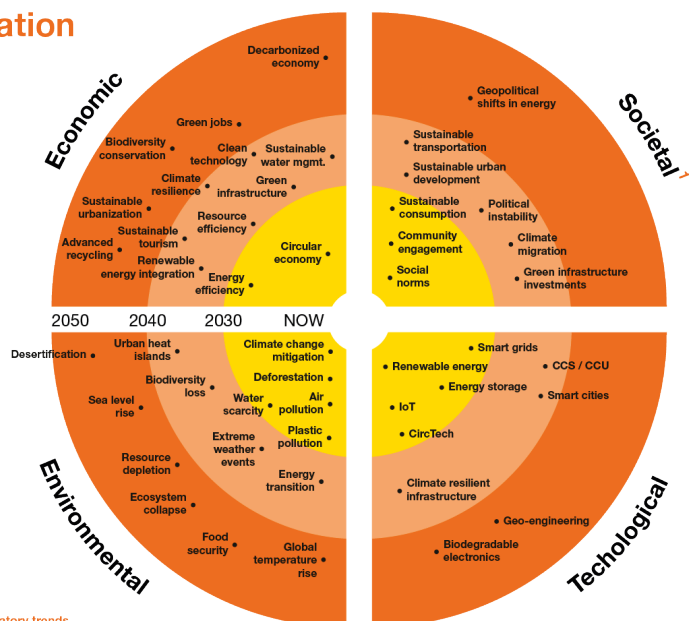 ation
Economic
Decarbonized
economy
Green jobs
Biodiversity
conservation
Clean
technology
Sustainable
water mgmt.
Climate
resilience
Green
infrastructure
Sustainable
urbanization
Resource
efficiency
Sustainable
tourism
Advanced
recycling
Circular
economy
Renewable
energy integration
Energy
efficiency
Societal
1
Geopolitical
shifts in energy
Sustainable
transportation
Sustainable urban
development
Sustainable
consumption
Political
instability
Community
engagement
Climate
migration
Social
norms
Green infrastructure
investments
2050 2040 2030 NOW
Environmental
Desertification
Urban heat
islands
Climate change
mitigation
Biodiversity
loss
Deforestation
Sea level
rise
Water
scarcity
Air
pollution
Plastic
pollution
Extreme
weather
events
Resource
depletion
Energy
transition
Ecosystem
collapse
Food
security
Global
temperature
rise
Techological
Smart grids
Renewable energy
CCS / CCU
Energy storage
Smart cities
IoT
CircTech
Climate resilient
infrastructure
Geo-engineering
Biodegradable
electronics
atory trends